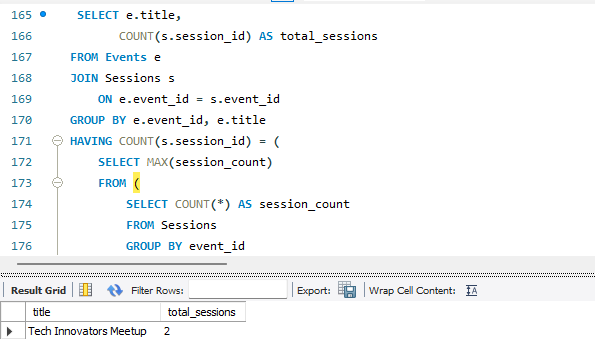 165 SELECT e.title,
166 COUNT(s.session_id) AS total_sessions
167 FROM Events e
168 JOIN Sessions s
169 ON e.event_id = s.event_id
170 GROUP BY e.event_id, e.title
171 HAVING COUNT(s.session_id) = (
172 SELECT MAX(session_count)
173 FROM (
174 SELECT COUNT(*) AS session_count
175 FROM Sessions
176 GROUP BY event_id
Result Grid Filter Rows: Export: Wrap Cell Content:
title total_sessions
Tech Innovators Meetup 2